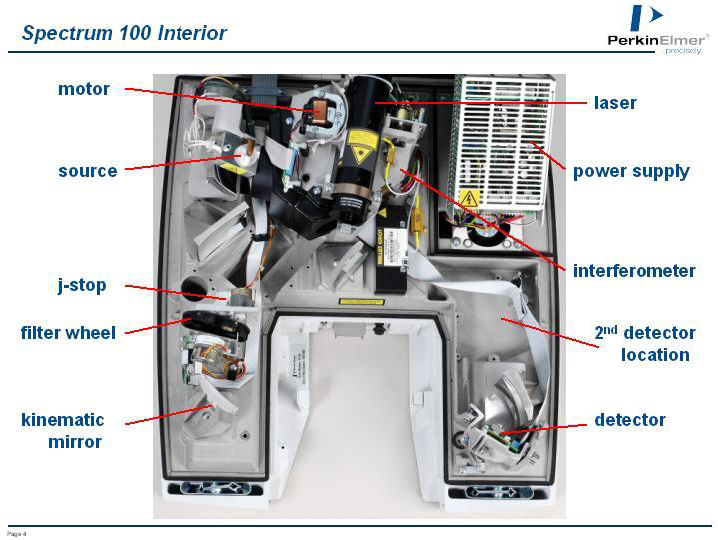 Spectrum 100 Interior
PerkinElmer®
precisely.
motor
laser
source
power supply
interferometer
j-stop
filter wheel
2nd detector
location
kinematic
mirror
detector
Page 4